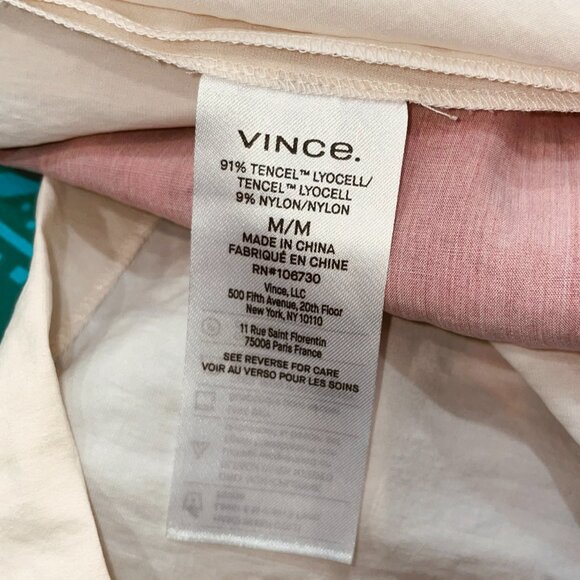 VINCE.
91% TENCEL™ LYOCELL/
TENCEL™ LYOCELL
9% NYLON/NYLON
M/M
MADE IN CHINA
FABRIQUÉ EN CHINE
RN#106730
Vince, LLC
500 Fifth Avenue, 20th Floor
New York, NY 10110
11 Rue Saint Florentin
75008 Paris France
SEE REVERSE FOR CARE
VOIR AU VERSO POUR LES SOINS